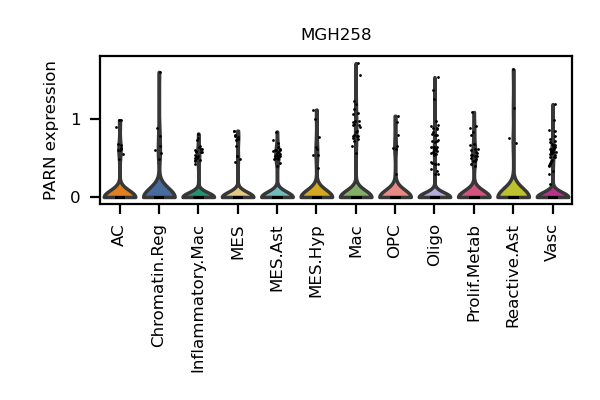 MGH258
PARN expression
1
0
AC
Chromatin.Reg
Inflammatory.Mac
MES
MES.Ast
MES.Hyp
Mac
OPC
Oligo
Prolif.Metab
Reactive.Ast
Vasc